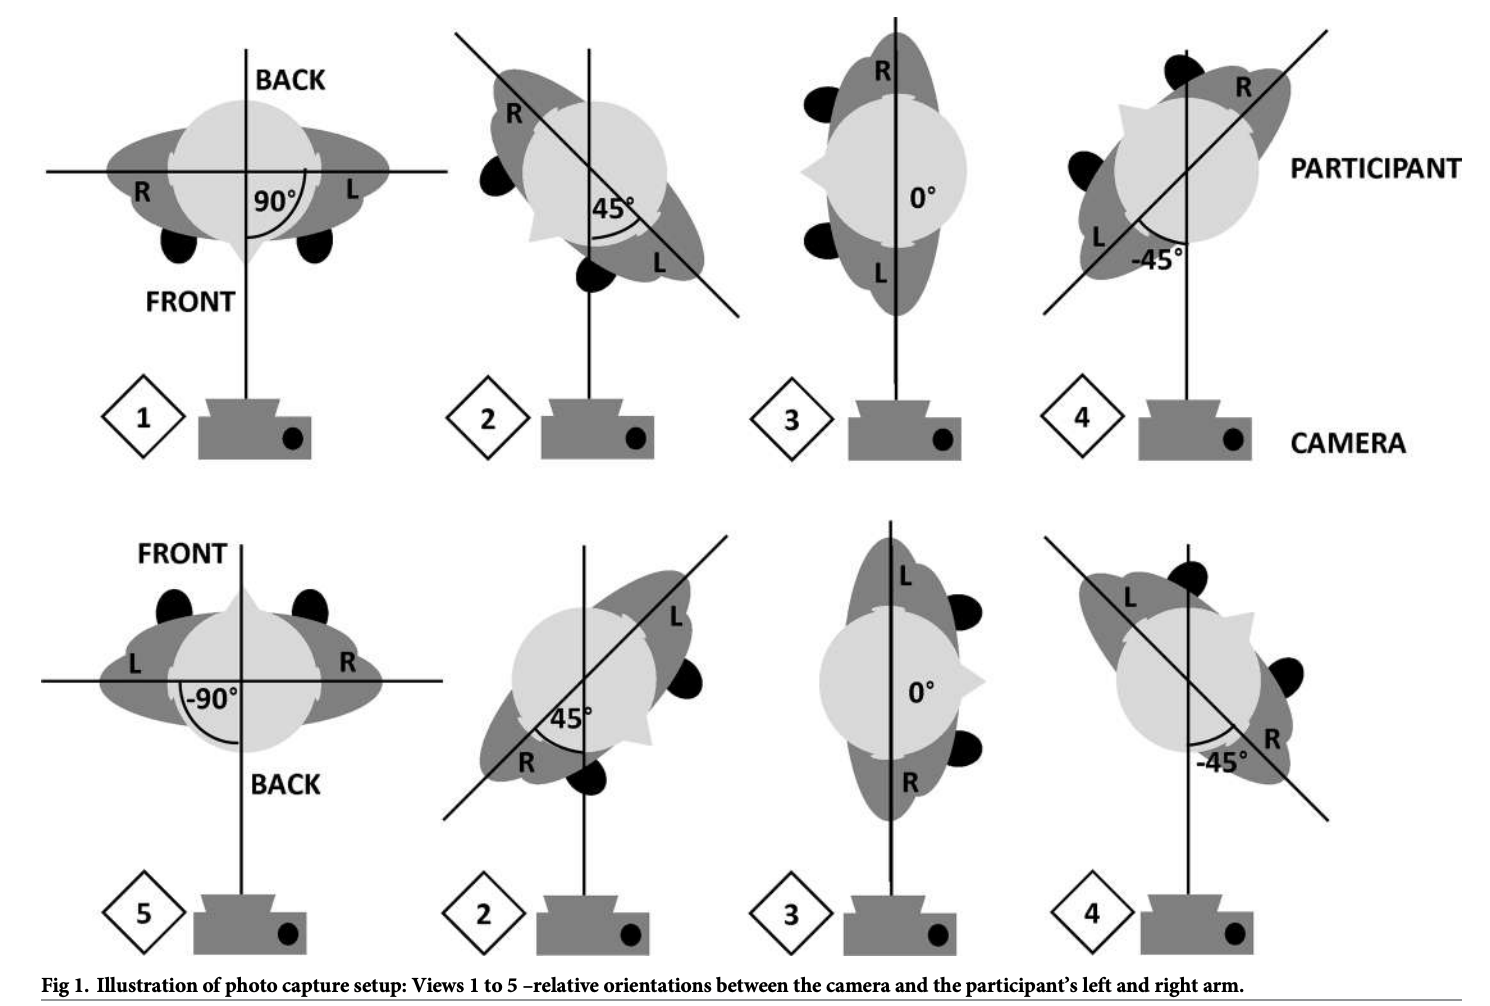 BACK
R
90°
L
FRONT
1
R
45°
L
2
R
0°
L
3
R
L
-45°
4
PARTICIPANT
CAMERA
FRONT
L
R
-90°
BACK
5
L
45°
R
2
L
0°
R
3
L
R
-45°
4
Fig 1. Illustration of photo capture setup: Views 1 to 5 –relative orientations between the camera and the participant’s left and right arm.